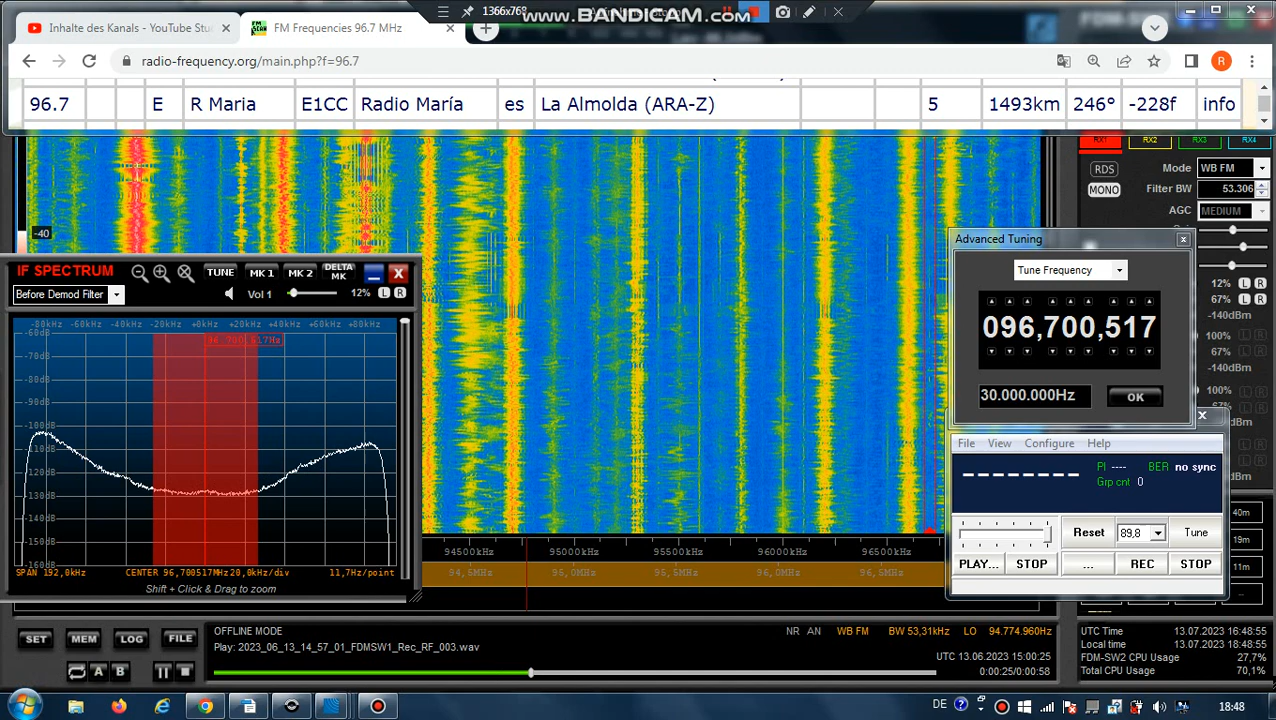 1366x768
www.BANDICAM.com
Inhalte des Kanals - YouTube Stu
FM Frequencies 96.7 MHz
radio-frequency.org/main.php?f=96.7
R
96.7 E R Maria E1CC Radio María es La Almolda (ARA-Z) 5 1493km 246° -228f info
-40
RX1 RX2 RX3 RX4
RDS Mode WB FM
MONO Filter BW 53.306
AGC MEDIUM
12% L R
67% L R
-140dBm
100% L R
67% L R
-368dBm
IF SPECTRUM TUNE MK 1 MK 2 DELTA MK
Before Demod Filter Vol 1 12% L R
-80kHz -60kHz -40kHz -20kHz +0kHz +20kHz +40kHz +60kHz +80kHz
96,700,517Hz
-60dB
-70dB
-80dB
-90dB
-100dB
-110dB
-120dB
-130dB
-140dB
-150dB
-160dB
SPAN 192,0kHz CENTER 96,700517MHz 20,0kHz/div 11,7Hz/point
Shift + Click & Drag to zoom
Advanced Tuning
Tune Frequency
096,700,517
30.000.000Hz OK
File View Configure Help
-------- PI ---- BER no sync
Grp cnt 0
Reset 89,8 Tune
PLAY... STOP ... REC STOP
40m
19m
11m
94500kHz 95000kHz 95500kHz 96000kHz 96500kHz
94,5MHz 95,0MHz 95,5MHz 96,0MHz 96,5MHz
SET MEM LOG FILE
A B
OFFLINE MODE NR AN WB FM BW 53,31kHz LO 94.774.960Hz
Play: 2023_06_13_14_57_01_FDMSW1_Rec_RF_003.wav
UTC 13.06.2023 15:00:25
0:00:25/0:00:58
UTC Time 13.07.2023 16:48:55
Local time 13.07.2023 18:48:55
FDM-SW2 CPU Usage 27,7%
Total CPU Usage 70,1%
DE 18:48